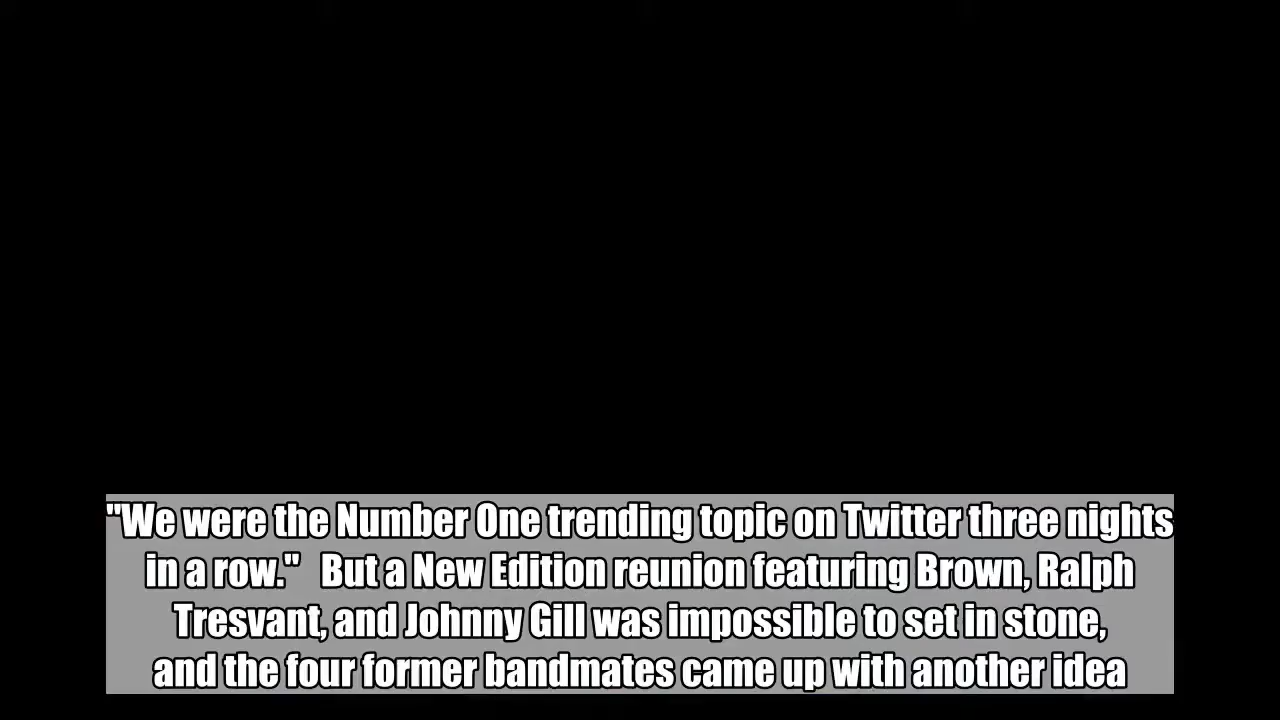 "We were the Number One trending topic on Twitter three nights
in a row."   But a New Edition reunion featuring Brown, Ralph
Tresvant, and Johnny Gill was impossible to set in stone,
and the four former bandmates came up with another idea